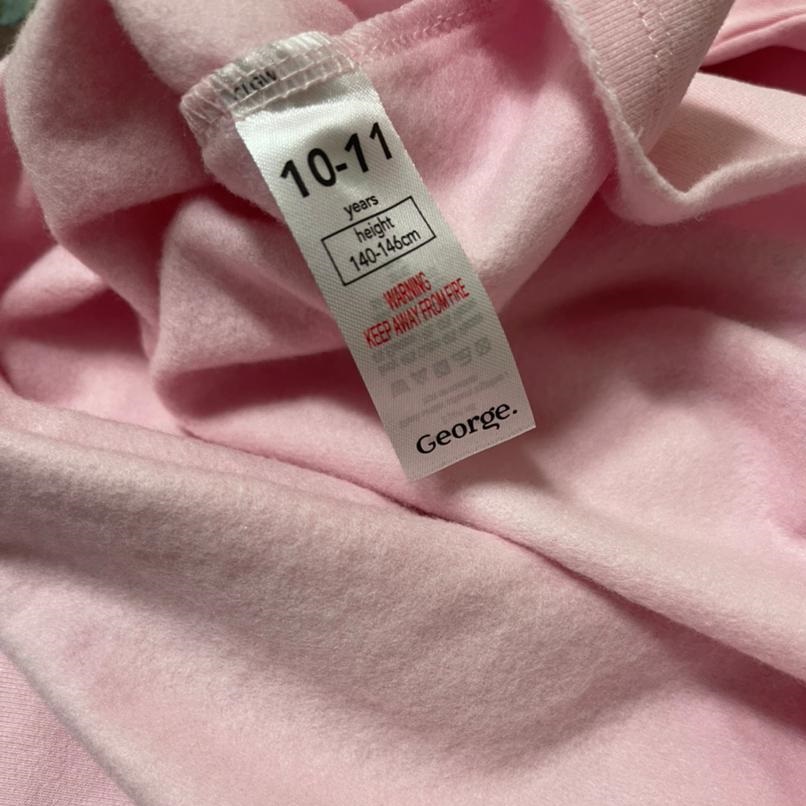 10-11
years
height
140-146cm
WARNING
KEEP AWAY FROM FIRE
George.